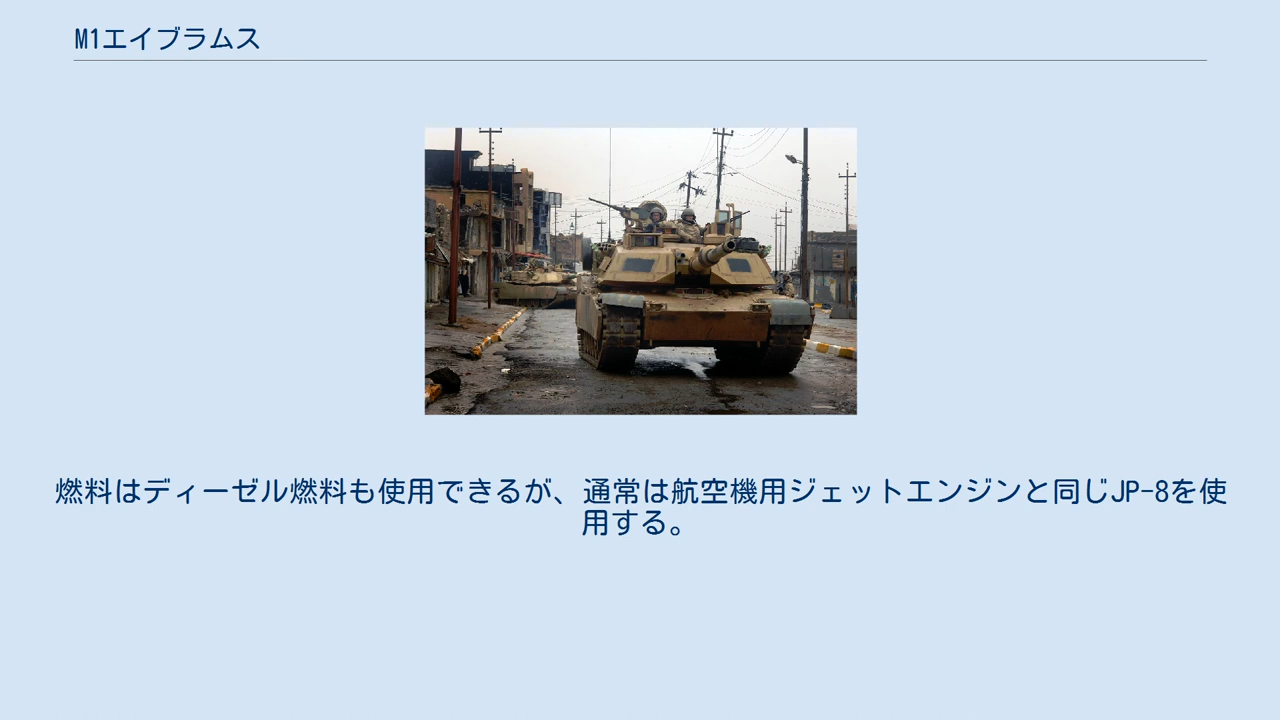 M1エイブラムス
燃料はディーゼル燃料も使用できるが、通常は航空機用ジェットエンジンと同じJP-8を使
用する。